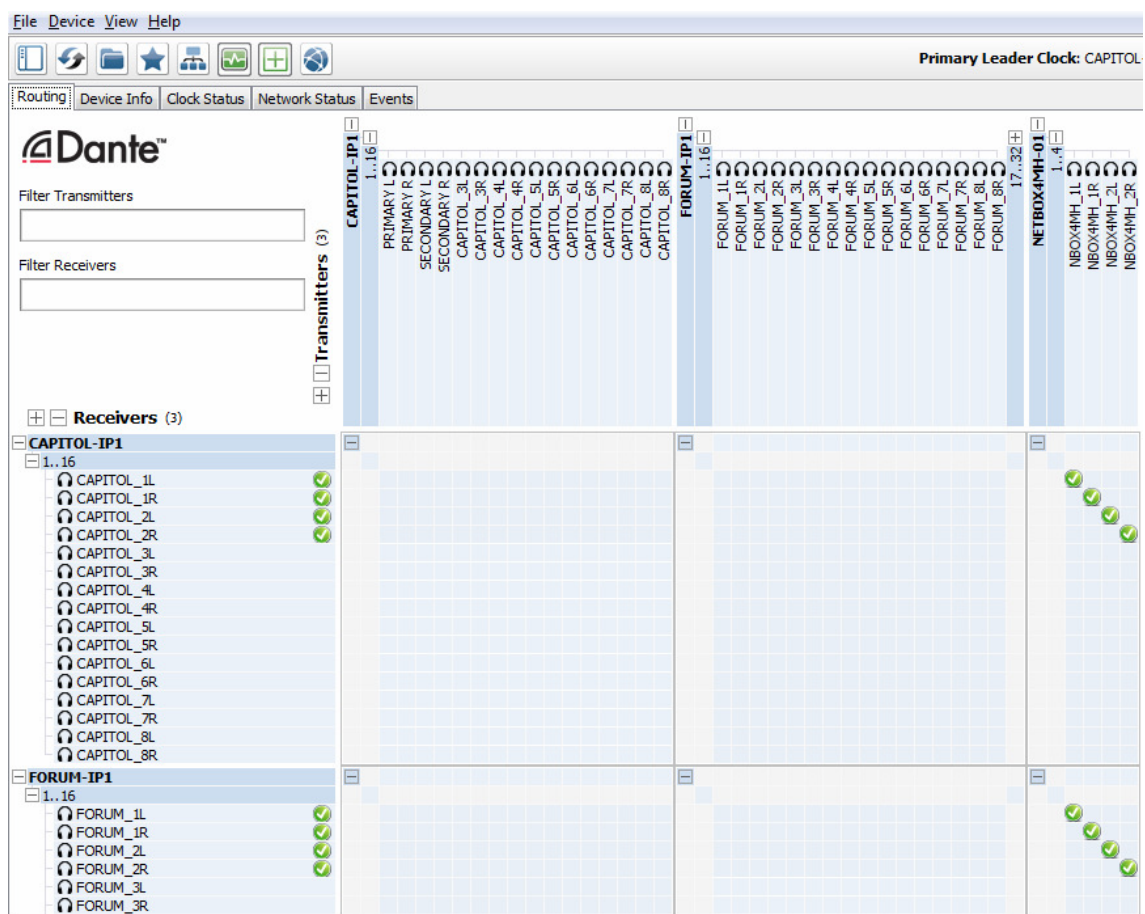 File Device View Help
Primary Leader Clock: CAPITOL-
Routing Device Info Clock Status Network Status Events
Dante™
Filter Transmitters
Filter Receivers
Transmitters (3)
CAPITOL-IP1
1..16
PRIMARY L
PRIMARY R
SECONDARY L
SECONDARY R
CAPITOL_3L
CAPITOL_3R
CAPITOL_4L
CAPITOL_4R
CAPITOL_5L
CAPITOL_5R
CAPITOL_6L
CAPITOL_6R
CAPITOL_7L
CAPITOL_7R
CAPITOL_8L
CAPITOL_8R
FORUM-IP1
1..16
FORUM_1L
FORUM_1R
FORUM_2L
FORUM_2R
FORUM_3L
FORUM_3R
FORUM_4L
FORUM_4R
FORUM_5L
FORUM_5R
FORUM_6L
FORUM_6R
FORUM_7L
FORUM_7R
FORUM_8L
FORUM_8R
17..32
NETBOX4MH-01
1..4
NBOX4MH_1L
NBOX4MH_1R
NBOX4MH_2L
NBOX4MH_2R
Receivers (3)
CAPITOL-IP1
1..16
CAPITOL_1L
CAPITOL_1R
CAPITOL_2L
CAPITOL_2R
CAPITOL_3L
CAPITOL_3R
CAPITOL_4L
CAPITOL_4R
CAPITOL_5L
CAPITOL_5R
CAPITOL_6L
CAPITOL_6R
CAPITOL_7L
CAPITOL_7R
CAPITOL_8L
CAPITOL_8R
FORUM-IP1
1..16
FORUM_1L
FORUM_1R
FORUM_2L
FORUM_2R
FORUM_3L
FORUM_3R